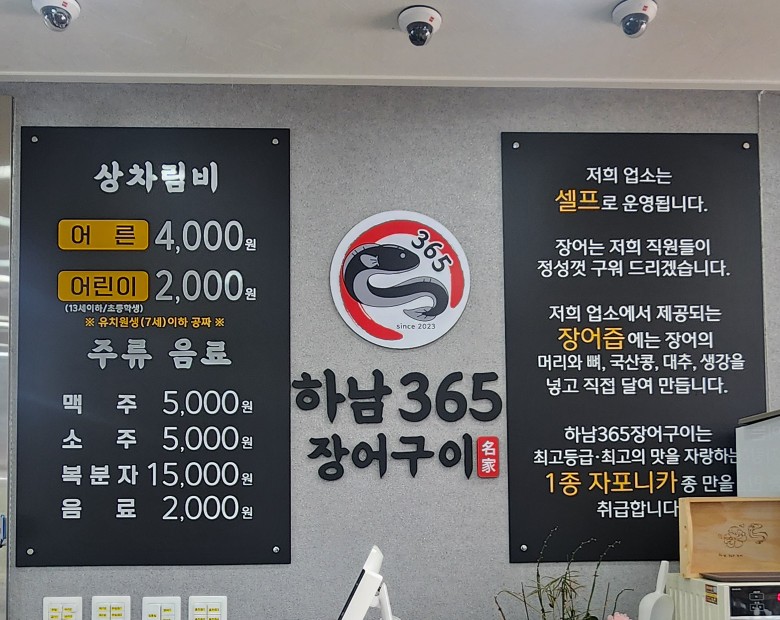 상차림비
어 른 4,000원
어린이 2,000원
(13세이하/초등학생)
※ 유치원생(7세)이하 공짜 ※
주류 음료
맥 주 5,000원
소 주 5,000원
복분자 15,000원
음 료 2,000원
365
since 2023
하남 365
장어구이 名家
저희 업소는
셀프로 운영됩니다.
장어는 저희 직원들이
정성껏 구워 드리겠습니다.
저희 업소에서 제공되는
장어즙에는 장어의
머리와 뼈, 국산콩, 대추, 생강을
넣고 직접 달여 만듭니다.
하남365장어구이는
최고등급·최고의 맛을 자랑하는
1종 자포니카종 만을
취급합니다